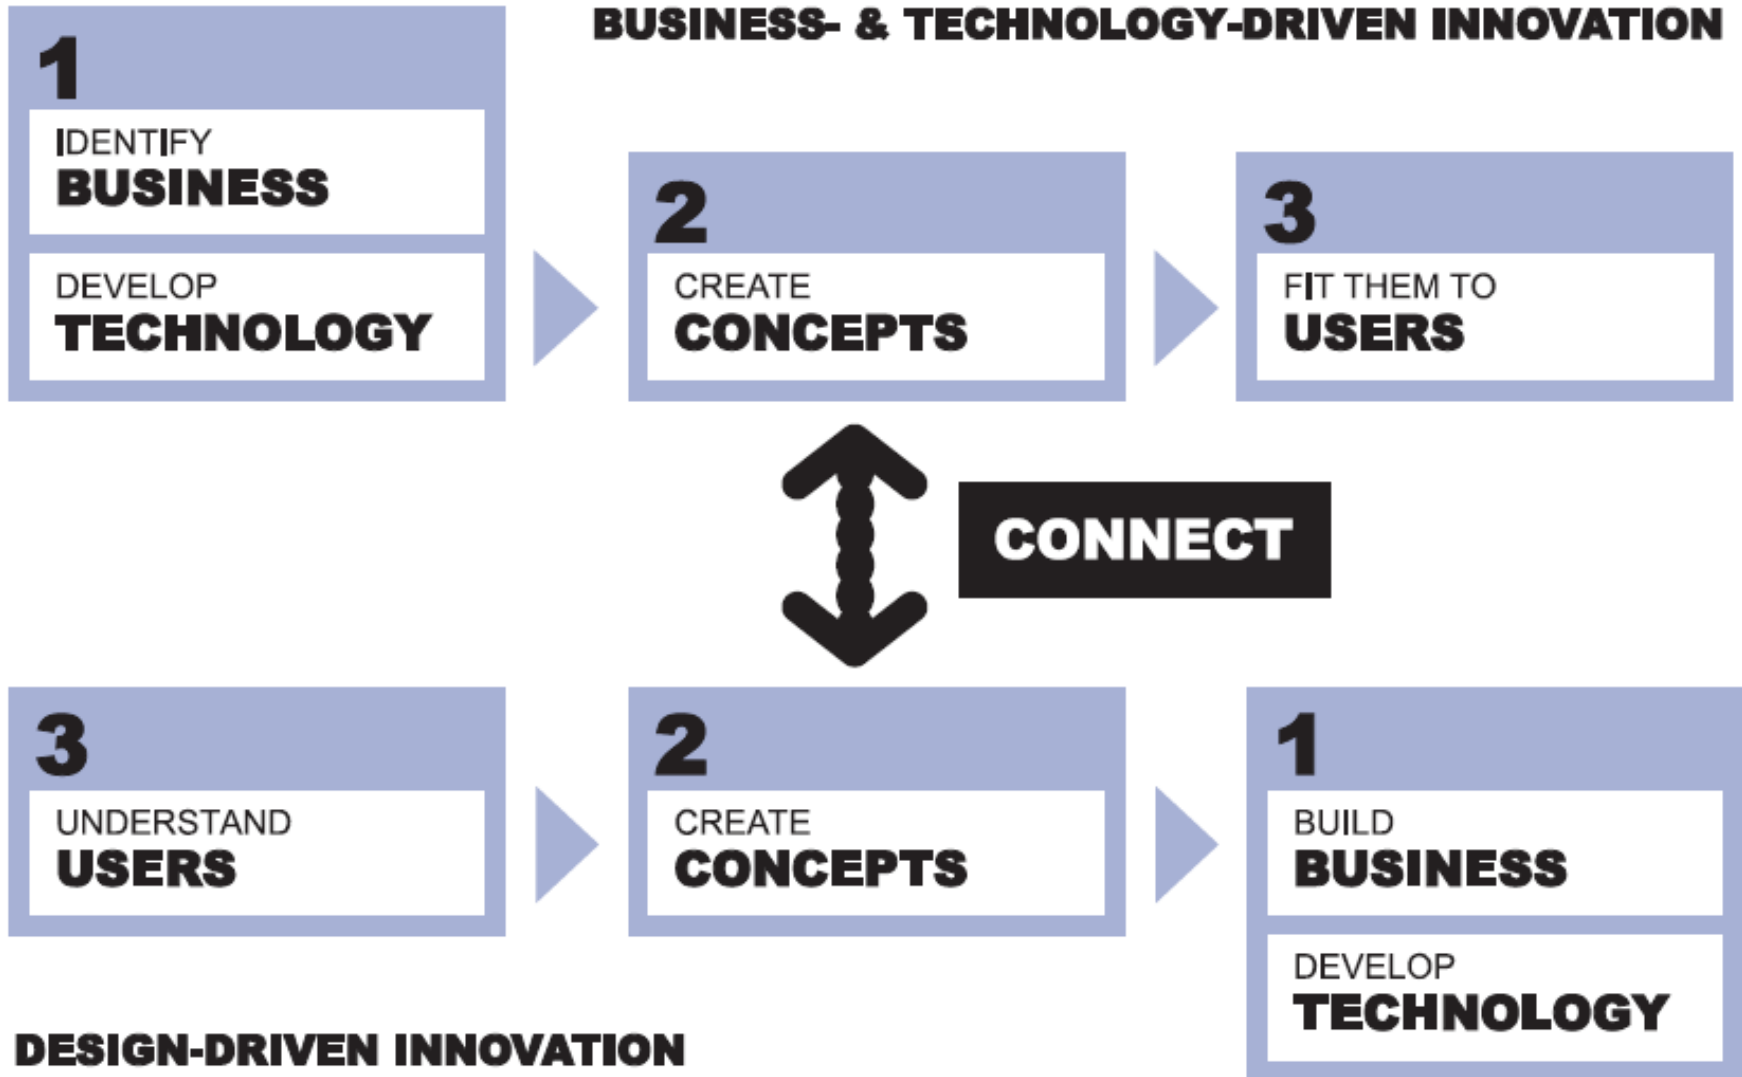 BUSINESS- & TECHNOLOGY-DRIVEN INNOVATION
1
IDENTIFY
BUSINESS
DEVELOP
TECHNOLOGY
2
CREATE
CONCEPTS
3
FIT THEM TO
USERS
CONNECT
3
UNDERSTAND
USERS
2
CREATE
CONCEPTS
1
BUILD
BUSINESS
DEVELOP
TECHNOLOGY
DESIGN-DRIVEN INNOVATION